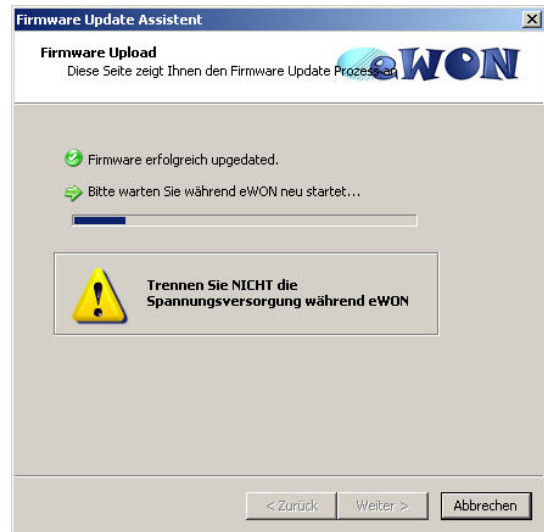 Firmware Update Assistent
Firmware Upload
Diese Seite zeigt Ihnen den Firmware Update Prozess an
eWON
Firmware erfolgreich upgedated.
Bitte warten Sie während eWON neu startet...
Trennen Sie NICHT die
Spannungsversorgung während eWON
< Zurück
Weiter >
Abbrechen